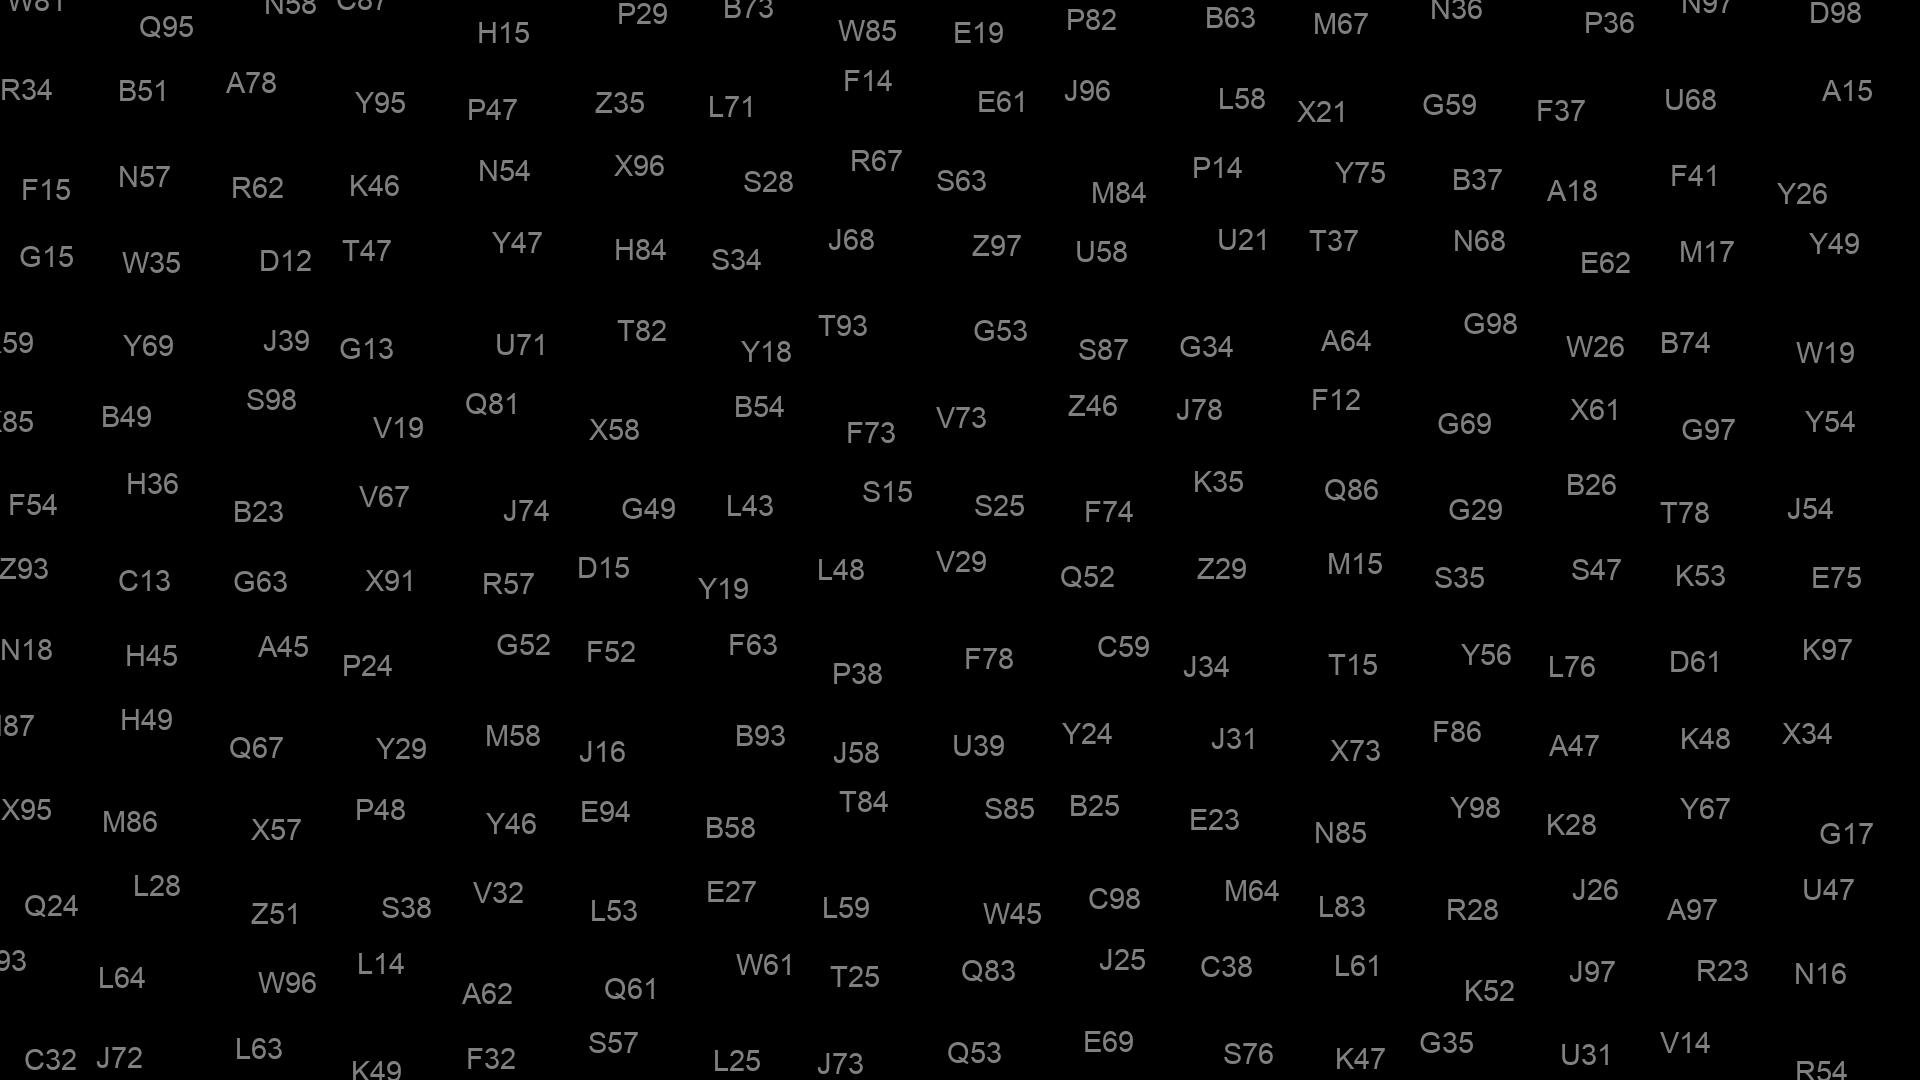 W81 Q95 N58 C87 H15 P29 B73 W85 E19 P82 B63 M67 N36 P36 N97 D98
R34 B51 A78 Y95 P47 Z35 L71 F14 E61 J96 L58 X21 G59 F37 U68 A15
F15 N57 R62 K46 N54 X96 S28 R67 S63 M84 P14 Y75 B37 A18 F41 Y26
G15 W35 D12 T47 Y47 H84 S34 J68 Z97 U58 U21 T37 N68 E62 M17 Y49
59 Y69 J39 G13 U71 T82 Y18 T93 G53 S87 G34 A64 G98 W26 B74 W19
85 B49 S98 V19 Q81 X58 B54 F73 V73 Z46 J78 F12 G69 X61 G97 Y54
F54 H36 B23 V67 J74 G49 L43 S15 S25 F74 K35 Q86 G29 B26 T78 J54
Z93 C13 G63 X91 R57 D15 Y19 L48 V29 Q52 Z29 M15 S35 S47 K53 E75
N18 H45 A45 P24 G52 F52 F63 P38 F78 C59 J34 T15 Y56 L76 D61 K97
87 H49 Q67 Y29 M58 J16 B93 J58 U39 Y24 J31 X73 F86 A47 K48 X34
X95 M86 X57 P48 Y46 E94 B58 T84 S85 B25 E23 N85 Y98 K28 Y67 G17
Q24 L28 Z51 S38 V32 L53 E27 L59 W45 C98 M64 L83 R28 J26 A97 U47
93 L64 W96 L14 A62 Q61 W61 T25 Q83 J25 C38 L61 K52 J97 R23 N16
C32 J72 L63 K49 F32 S57 L25 J73 Q53 E69 S76 K47 G35 U31 V14 R54